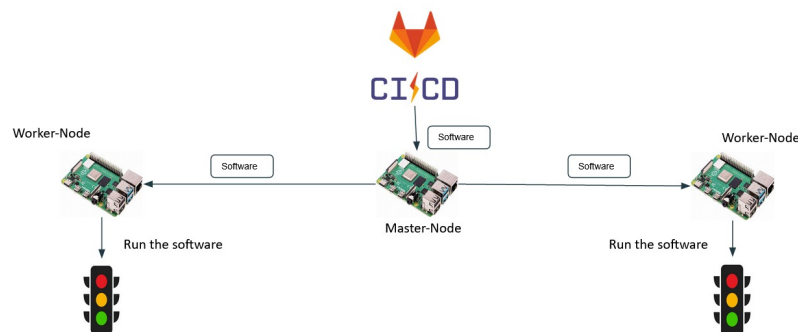 CI CD
Software
Worker-Node
Worker-Node
Software
Software
Master-Node
Run the software
Run the software